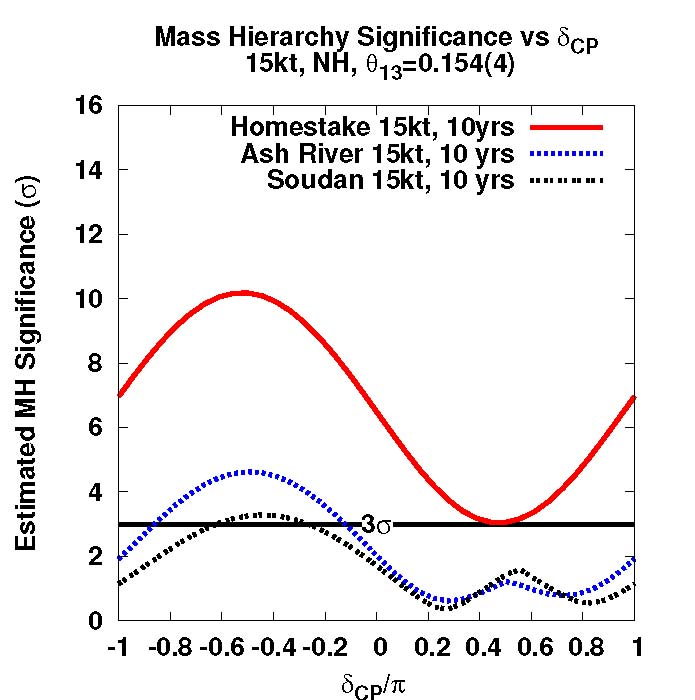 Mass Hierarchy Significance vs δCP
15kt, NH, θ13=0.154(4)
Homestake 15kt, 10yrs
Ash River 15kt, 10 yrs
Soudan 15kt, 10 yrs
Estimated MH Significance (σ)
16
14
12
10
8
6
4
2
0
3σ
-1 -0.8 -0.6 -0.4 -0.2 0 0.2 0.4 0.6 0.8 1
δCP/π